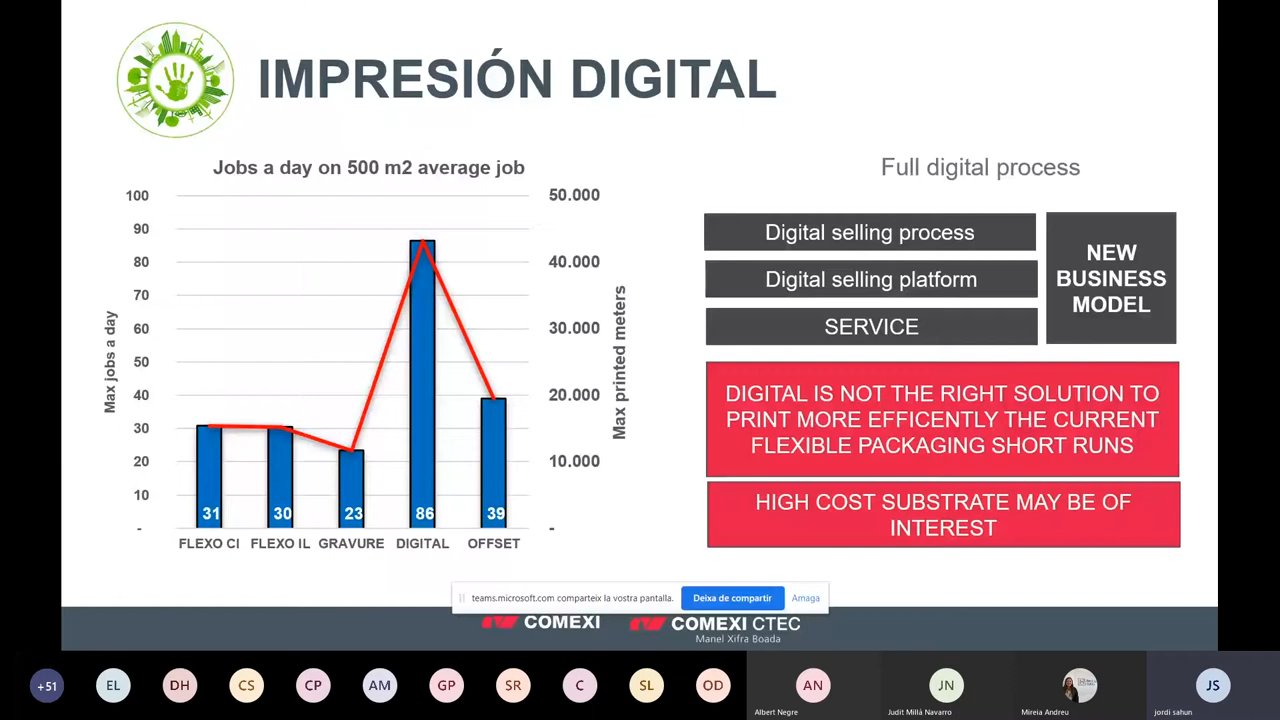 IMPRESIÓN DIGITAL
Jobs a day on 500 m2 average job
Max jobs a day
100
90
80
70
60
50
40
30
20
10
-
50.000
40.000
30.000
20.000
10.000
-
Max printed meters
31
30
23
86
39
FLEXO CI
FLEXO IL
GRAVURE
DIGITAL
OFFSET
Full digital process
Digital selling process
Digital selling platform
SERVICE
NEW
BUSINESS
MODEL
DIGITAL IS NOT THE RIGHT SOLUTION TO
PRINT MORE EFFICENTLY THE CURRENT
FLEXIBLE PACKAGING SHORT RUNS
HIGH COST SUBSTRATE MAY BE OF
INTEREST
teams.microsoft.com comparteix la vostra pantalla.
Deixa de compartir
Amaga
COMEXI
COMEXI CTEC
Manel Xifra Boada
+51
EL
DH
CS
CP
AM
GP
SR
C
SL
OD
AN
Albert Negre
JN
Judit Millà Navarro
Mireia Andreu
JS
jordi sahun